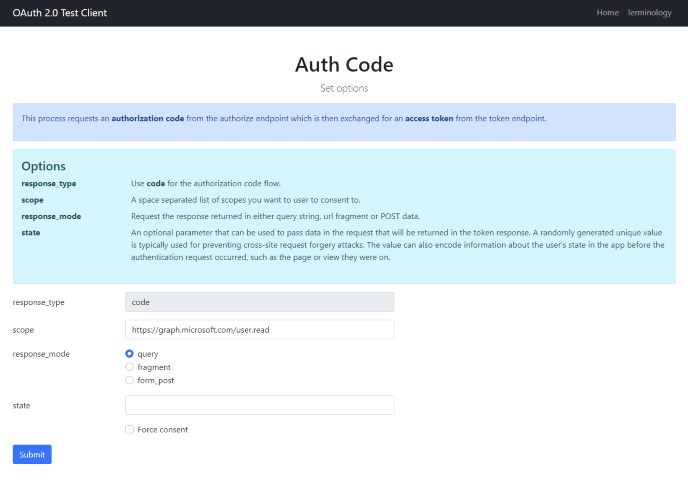 OAuth 2.0 Test Client Home Terminology
Auth Code
Set options
This process requests an authorization code from the authorize endpoint which is then exchanged for an access token from the token endpoint.
Options
response_type Use code for the authorization code flow.
scope A space separated list of scopes you want to user to consent to.
response_mode Request the response returned in either query string, url fragment or POST data.
state An optional parameter that can be used to pass data in the request that will be returned in the token response. A randomly generated unique value
is typically used for preventing cross-site request forgery attacks. The value can also encode information about the user's state in the app before the
authentication request occurred, such as the page or view they were on.
response_type code
scope https://graph.microsoft.com/user.read
response_mode query
fragment
form_post
state
Force consent
Submit